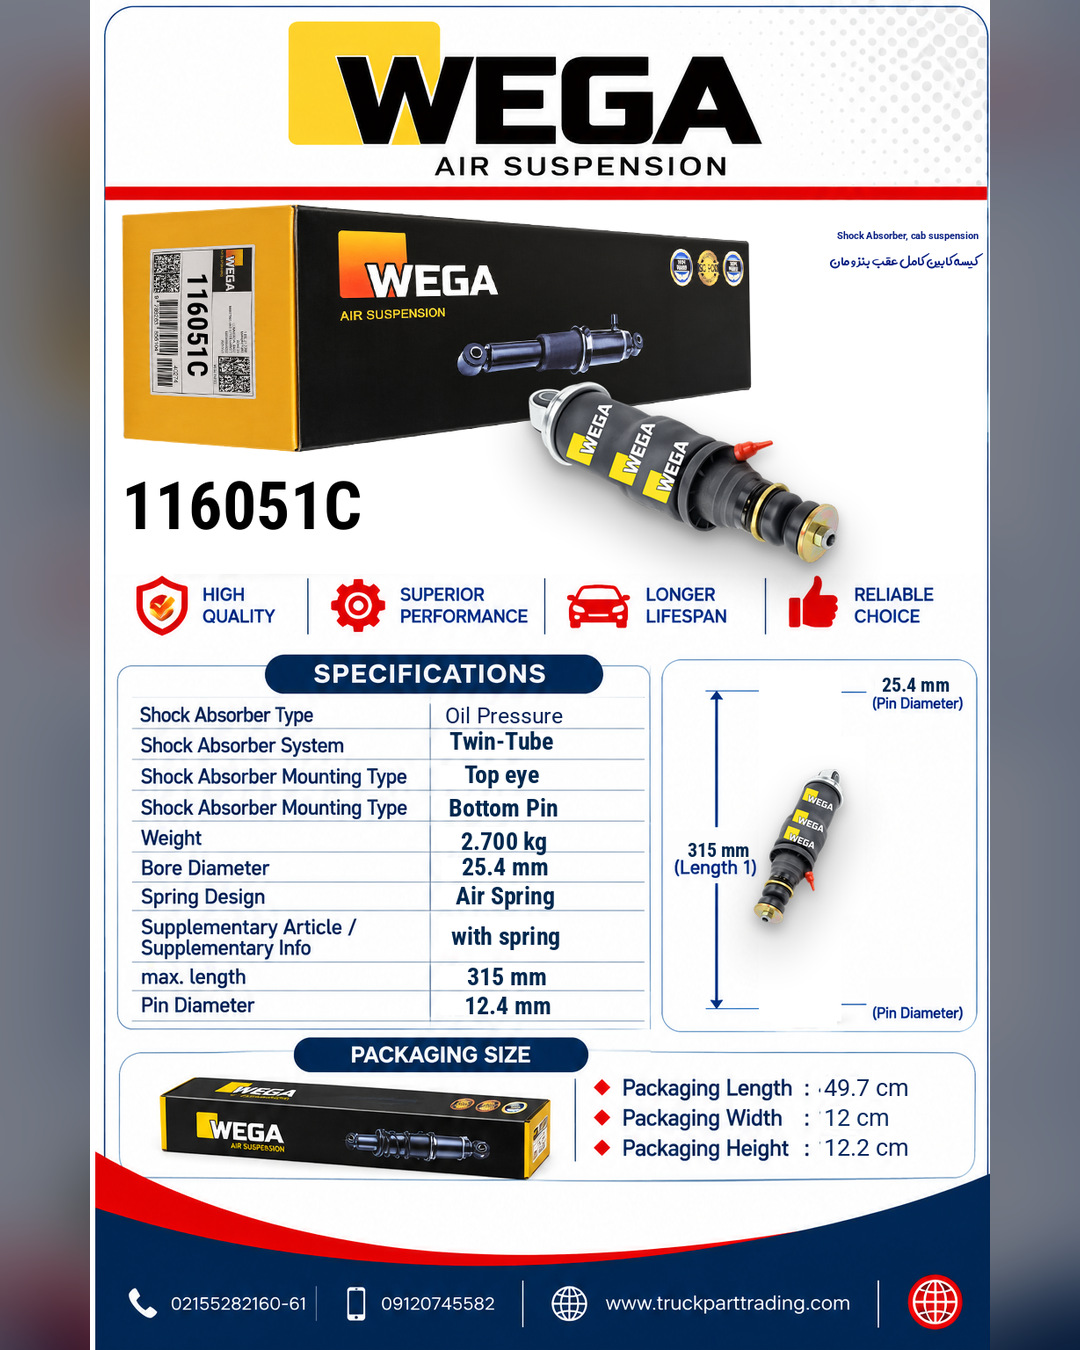 WEGA
AIR SUSPENSION
Shock Absorber, cab suspension
کیسه کابین کامل عقب بنز و مان
WEGA
AIR SUSPENSION
WEGA
116051C
WEGA
WEGA
WEGA
116051C
HIGH QUALITY
SUPERIOR PERFORMANCE
LONGER LIFESPAN
RELIABLE CHOICE
SPECIFICATIONS
Shock Absorber Type Oil Pressure
Shock Absorber System Twin-Tube
Shock Absorber Mounting Type Top eye
Shock Absorber Mounting Type Bottom Pin
Weight 2.700 kg
Bore Diameter 25.4 mm
Spring Design Air Spring
Supplementary Article /
Supplementary Info with spring
max. length 315 mm
Pin Diameter 12.4 mm
25.4 mm
(Pin Diameter)
WEGA
WEGA
WEGA
315 mm
(Length 1)
(Pin Diameter)
PACKAGING SIZE
WEGA
WEGA
AIR SUSPENSION
Packaging Length : 49.7 cm
Packaging Width : 12 cm
Packaging Height : 12.2 cm
02155282160-61
09120745582
www.truckparttrading.com